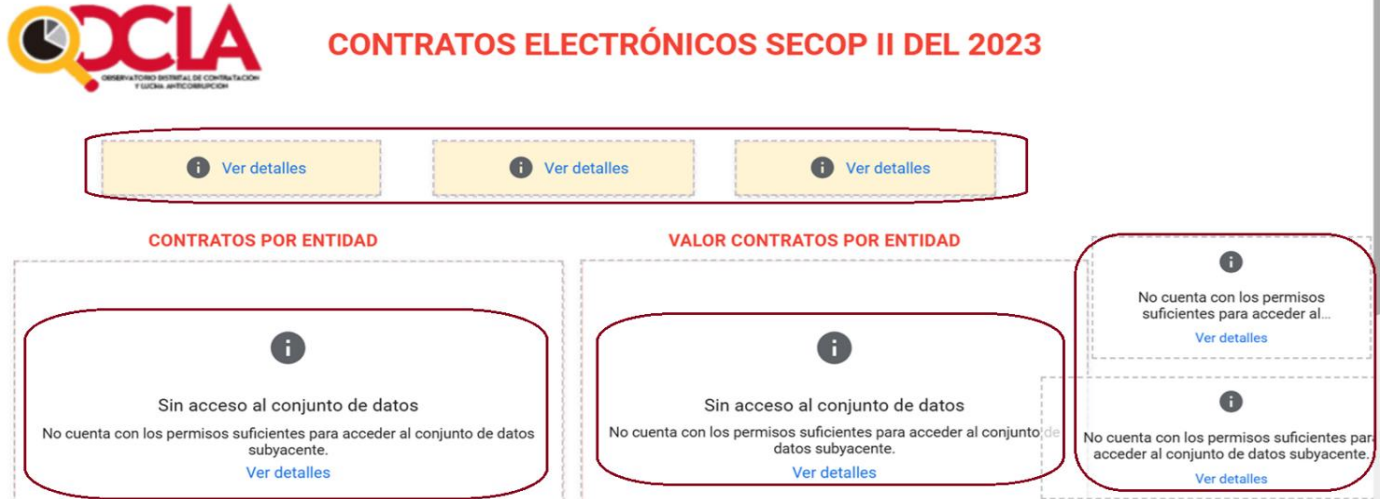 DCLA
OBSERVATORIO DISTRITAL DE CONTRATACIÓN
Y LUCHA ANTICORRUPCIÓN
CONTRATOS ELECTRÓNICOS SECOP II DEL 2023
i Ver detalles
i Ver detalles
i Ver detalles
CONTRATOS POR ENTIDAD
i
Sin acceso al conjunto de datos
No cuenta con los permisos suficientes para acceder al conjunto de datos
subyacente.
Ver detalles
VALOR CONTRATOS POR ENTIDAD
i
Sin acceso al conjunto de datos
No cuenta con los permisos suficientes para acceder al conjunto de
datos subyacente.
Ver detalles
i
No cuenta con los permisos
suficientes para acceder al...
Ver detalles
i
No cuenta con los permisos suficientes para
acceder al conjunto de datos subyacente.
Ver detalles